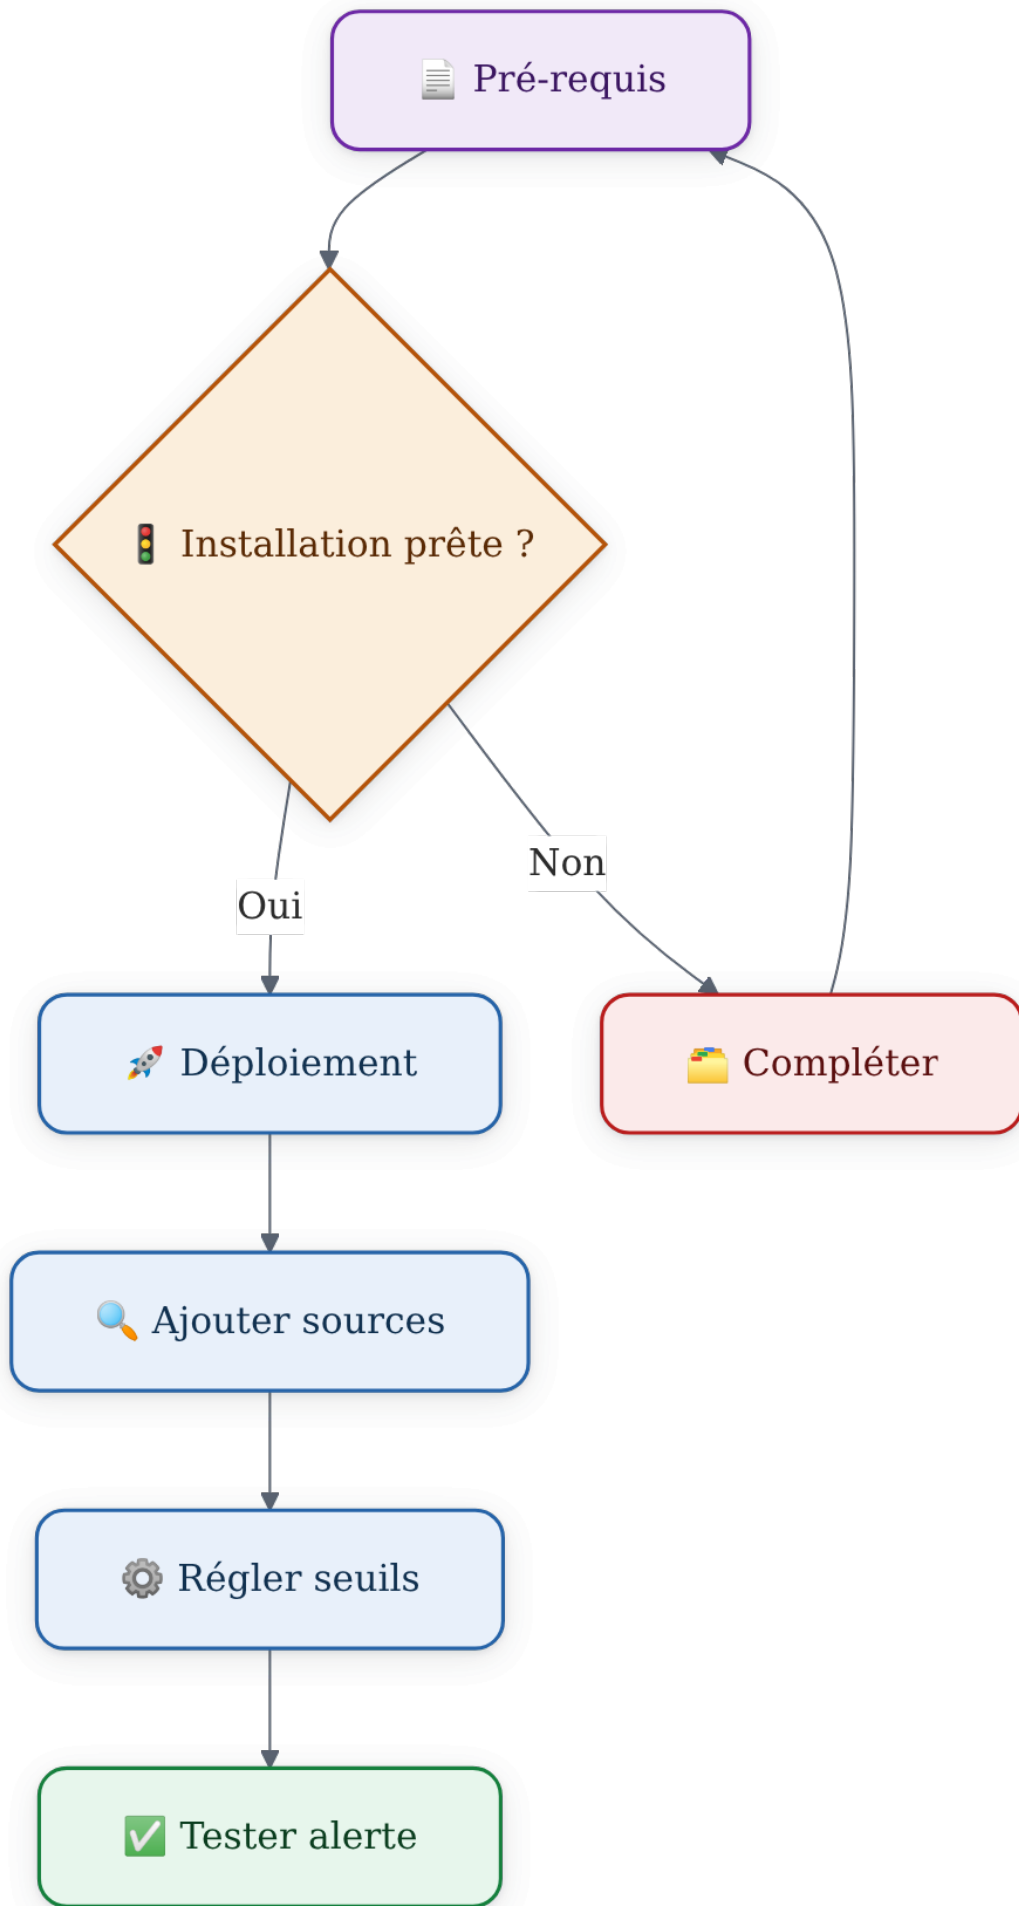 📄 Pré-requis
🚦 Installation prête ?
Non
Oui
🚀 Déploiement
🗂️ Compléter
🔍 Ajouter sources
⚙️ Régler seuils
✅ Tester alerte